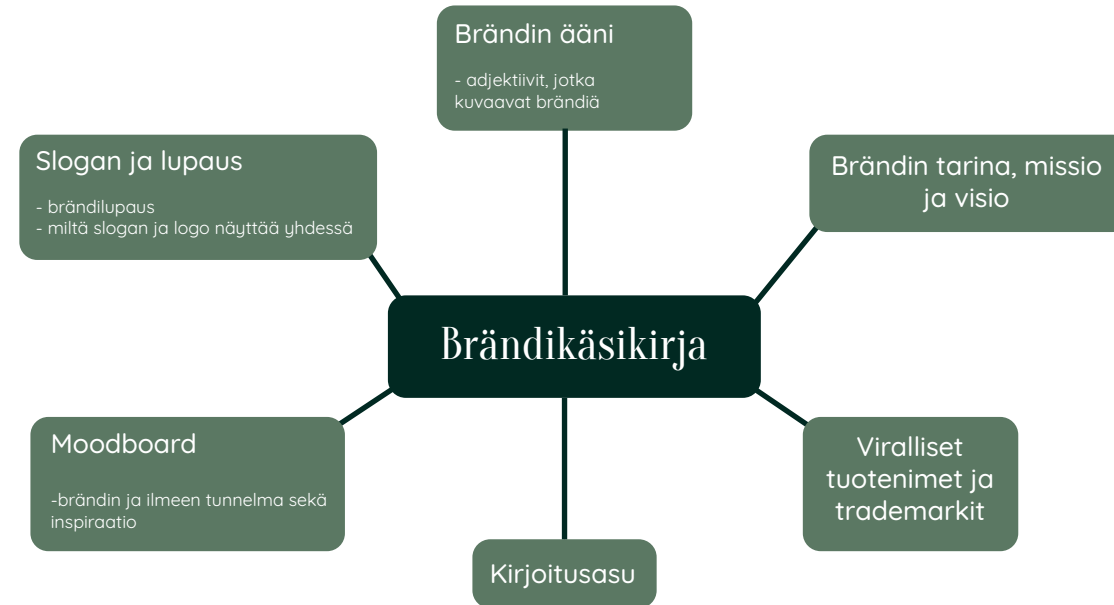 Brändin ääni
- adjektiivit, jotka
kuvaavat brändiä
Slogan ja lupaus
- brändilupaus
- miltä slogan ja logo näyttää yhdessä
Brändin tarina, missio
ja visio
Brändikäsikirja
Moodboard
-brändin ja ilmeen tunnelma sekä
inspiraatio
Viralliset
tuotenimet ja
trademarkit
Kirjoitusasu